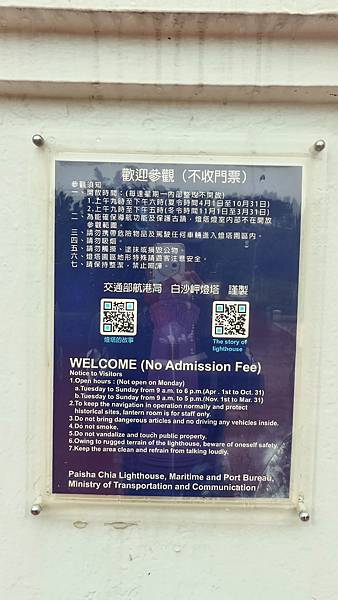 歡迎參觀（不收門票）
參觀須知
一、開放時間：(每逢星期一內部整理不開放)
1.上午九時至下午六時(夏令時間4月1日至10月31日)
2.上午九時至下午五時(冬令時間11月1日至3月31日)
二、為能確保導航功能及保護古蹟，燈塔燈室內部不在開放
參觀範圍。
三、請勿攜帶危險物品及駕駛任何車輛進入燈塔園區內。
四、請勿吸煙。
五、請勿觸摸、塗抹或損毀公物。
六、燈塔園區地形特殊請遊客注意安全。
七、請保持整潔，禁止喧譁。
交通部航港局 白沙岬燈塔 謹製
燈塔的故事
The story of
lighthouse
WELCOME (No Admission Fee)
Notice to Visitors
1.Open hours : (Not open on Monday)
a.Tuesday to Sunday from 9 a.m. to 6 p.m.(Apr . 1st to Oct. 31)
b.Tuesday to Sunday from 9 a.m. to 5 p.m.(Nov. 1st to Mar. 31)
2.To keep the navigation in operation normally and protect
historical sites, lantern room is for staff only.
3.Do not bring dangerous articles and no driving any vehicles inside.
4.Do not smoke.
5.Do not vandalize and touch public property.
6.Owing to rugged terrain of the lighthouse, beware of oneself safety.
7.Keep the area clean and refrain from talking loudly.
Paisha Chia Lighthouse, Maritime and Port Bureau,
Ministry of Transportation and Communication